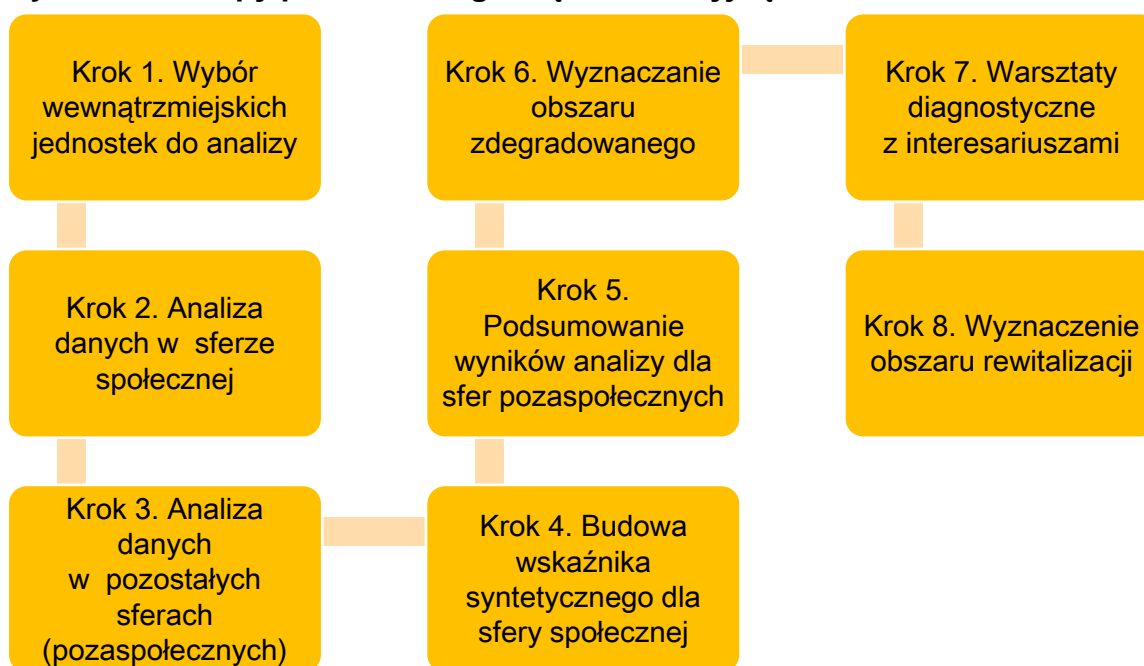 Krok 1. Wybór
wewnątrzmiejskich
jednostek do analizy
Krok 2. Analiza
danych w sferze
społecznej
Krok 3. Analiza
danych
w pozostałych
sferach
(pozaspołecznych)
Krok 4. Budowa
wskaźnika
syntetycznego dla
sfery społecznej
Krok 5.
Podsumowanie
wyników analizy dla
sfer pozaspołecznych
Krok 6. Wyznaczanie
obszaru
zdegradowanego
Krok 7. Warsztaty
diagnostyczne
z interesariuszami
Krok 8. Wyznaczenie
obszaru rewitalizacji